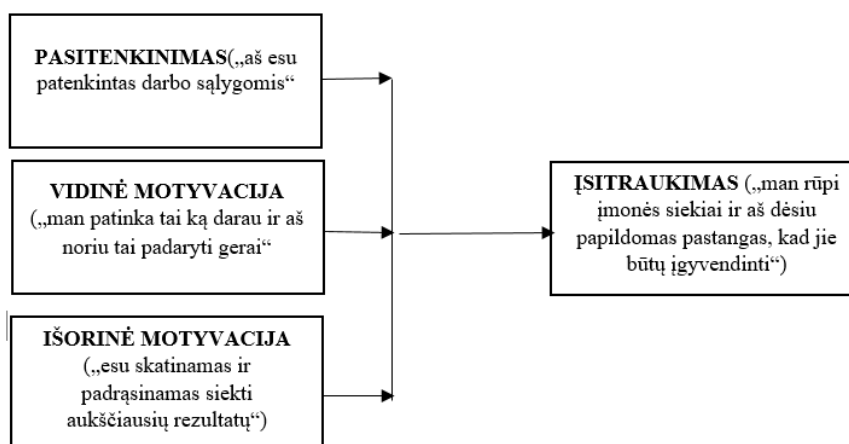 PASITENKINIMAS(„aš esu
patenkintas darbo sąlygomis“
VIDINĖ MOTYVACIJA
(„man patinka tai ką darau ir aš
noriu tai padaryti gerai“
IŠORINĖ MOTYVACIJA
(„esu skatinamas ir
padrąsinamas siekti
aukščiausių rezultatų“)
ĮSITRAUKIMAS („man rūpi
įmonės siekiai ir aš dėsiu
papildomas pastangas, kad jie
būtų įgyvendinti“)